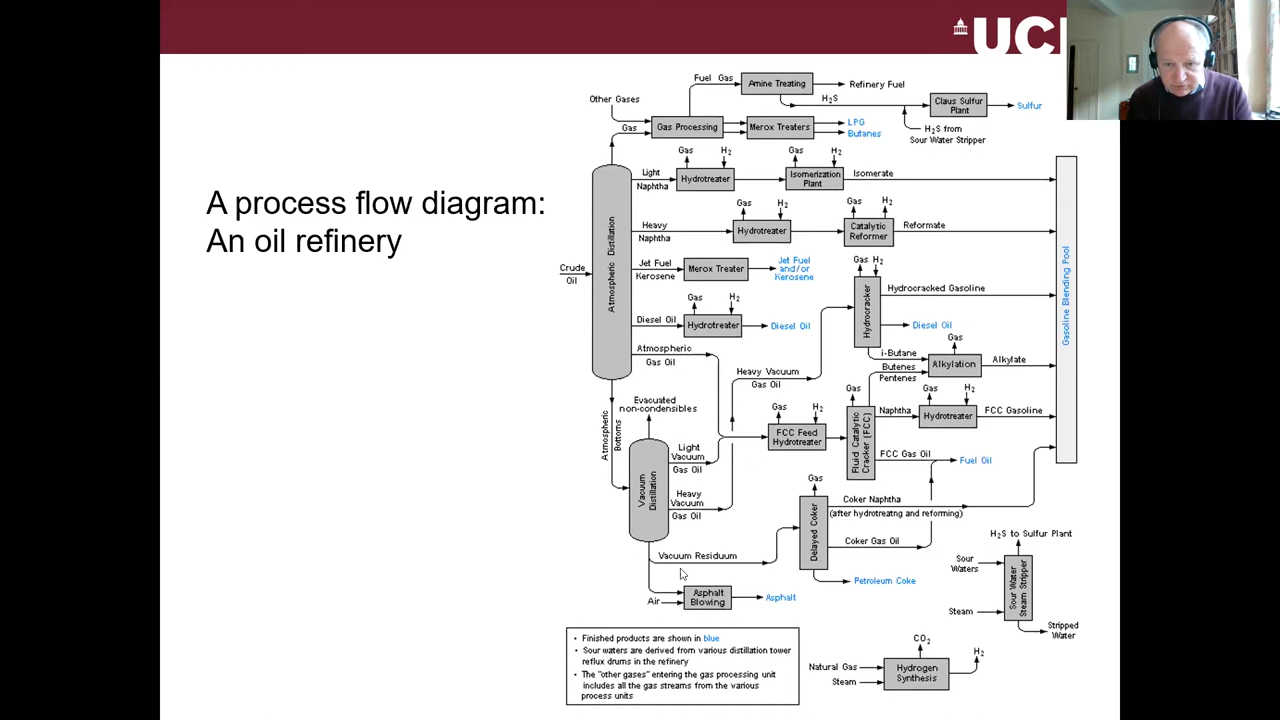 UC
A process flow diagram:
An oil refinery
Fuel Gas
Amine Treating
Refinery Fuel
H2S
Claus Sulfur
Plant
Sulfur
Other Gases
Gas
Gas Processing
Merox Treaters
LPG
Butanes
H2S from
Sour Water Stripper
Light
Naphtha
Gas
H2
Hydrotreater
Gas
H2
Isomerization
Plant
Isomerate
Heavy
Naphtha
Gas
H2
Hydrotreater
Gas
H2
Catalytic
Reformer
Reformate
Crude
Oil
Atmospheric Distillation
Jet Fuel
Kerosene
Merox Treater
Jet Fuel
and/or
Kerosene
Gas
H2
Hydrocracker
Hydrocracked Gasoline
Diesel Oil
Gas
H2
Hydrotreater
Diesel Oil
Diesel Oil
Gasoline Blending Pool
Atmospheric
Gas Oil
i-Butane
Butenes
Pentenes
Gas
Alkylation
Alkylate
Heavy Vacuum
Gas Oil
Evacuated
non-condensibles
Atmospheric
Bottoms
Gas
H2
FCC Feed
Hydrotreater
Gas
Fluid Catalytic
Cracker (FCC)
Naphtha
Gas
H2
Hydrotreater
FCC Gasoline
FCC Gas Oil
Fuel Oil
Vacuum
Distillation
Light
Vacuum
Gas Oil
Heavy
Vacuum
Gas Oil
Gas
Delayed Coker
Coker Naphtha
(after hydrotreatng and reforming)
Coker Gas Oil
Petroleum Coke
Vacuum Residuum
Air
Asphalt
Blowing
Asphalt
H2S to Sulfur Plant
Sour
Waters
Sour Water
Steam Stripper
Steam
Stripped
Water
CO2
H2
Natural Gas
Steam
Hydrogen
Synthesis
• Finished products are shown in blue
• Sour waters are derived from various distillation tower
reflux drums in the refinery
• The "other gases" entering the gas processing unit
includes all the gas streams from the various
process units